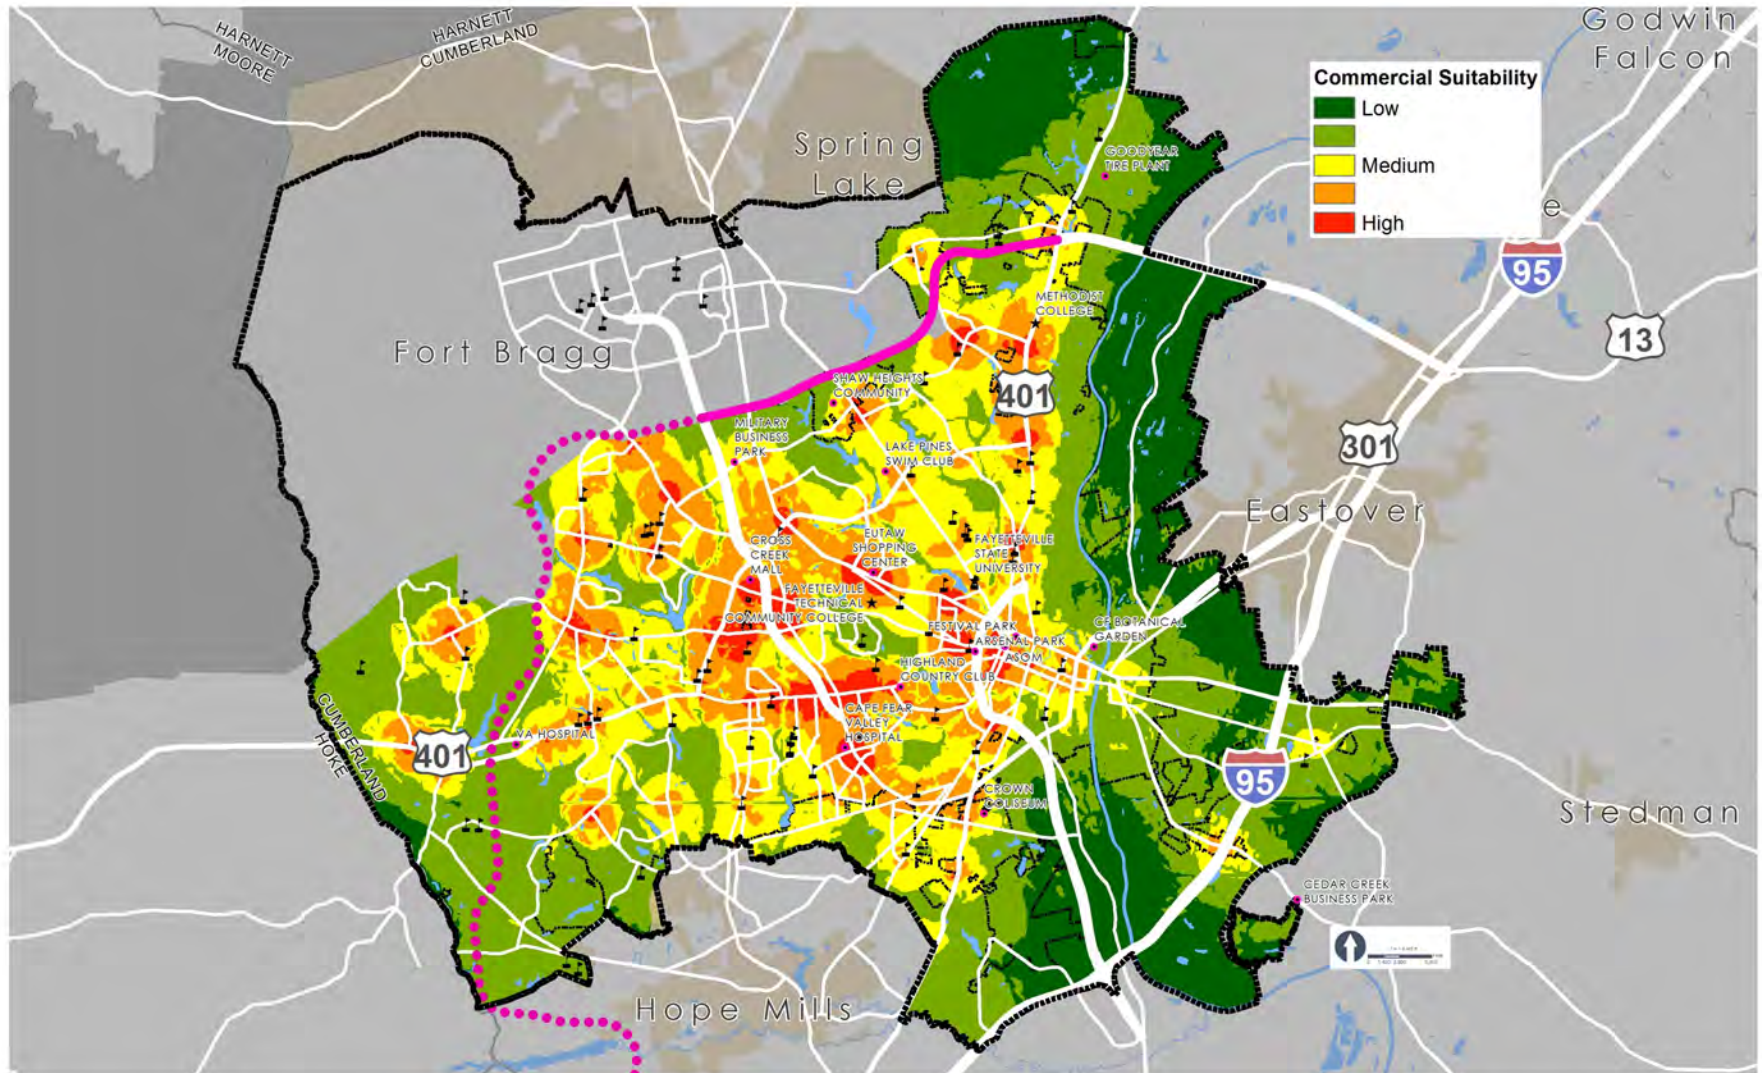 HARNETT
MOORE
HARNETT
CUMBERLAND
Godwin
Falcon
Commercial Suitability
Low
Medium
High
e
Spring
Lake
GOODYEAR
TIRE PLANT
95
13
Fort Bragg
METHODIST
COLLEGE
SHAW HEIGHTS
COMMUNITY
401
MILITARY
BUSINESS
PARK
LAKE PINES
SWIM CLUB
301
Eastover
CROSS
CREEK
MALL
EUTAW
SHOPPING
CENTER
FAYETTEVILLE
STATE
UNIVERSITY
FAYETTEVILLE
TECHNICAL
COMMUNITY COLLEGE
FESTIVAL PARK
ARSENAL PARK
ASOM
CF BOTANICAL
GARDEN
HIGHLAND
COUNTRY CLUB
CAPE FEAR
VALLEY
HOSPITAL
CUMBERLAND
HOKE
401
VA HOSPITAL
95
CROWN
COLISEUM
Stedman
CEDAR CREEK
BUSINESS PARK
Hope Mills